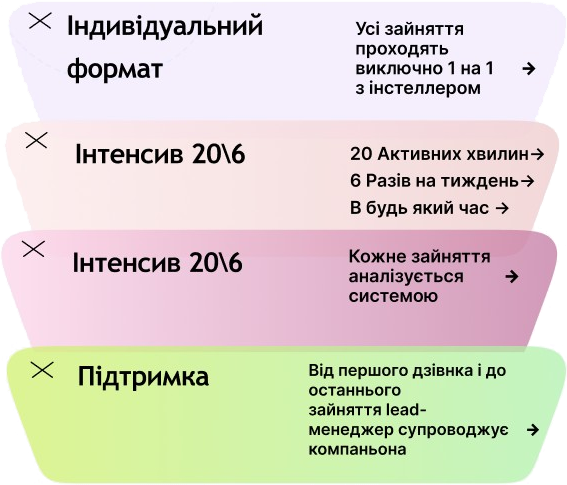 Індивідуальний
формат
Усі зайняття
проходять
виключно 1 на 1
з інстеллером →
Інтенсив 20\6
20 Активних хвилин→
6 Разів на тиждень→
В будь який час →
Інтенсив 20\6
Кожне зайняття
аналізується →
системою
Підтримка
Від першого дзівнка і до
останнього
зайняття lead-
менеджер супроводжує →
компаньона